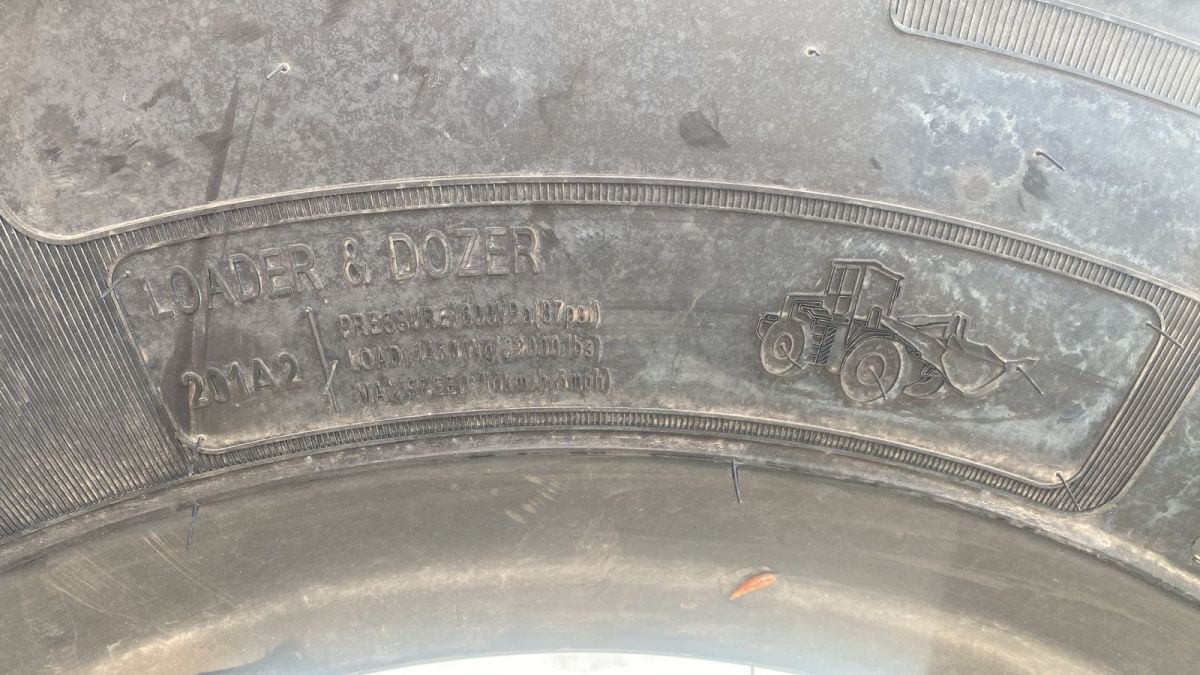 LOADER & DOZER
201A2
PRESSURE: 600kPa(87psi)
LOAD: 14500kg(32000lbs)
MAX SPEED: 10km/h(6mph)